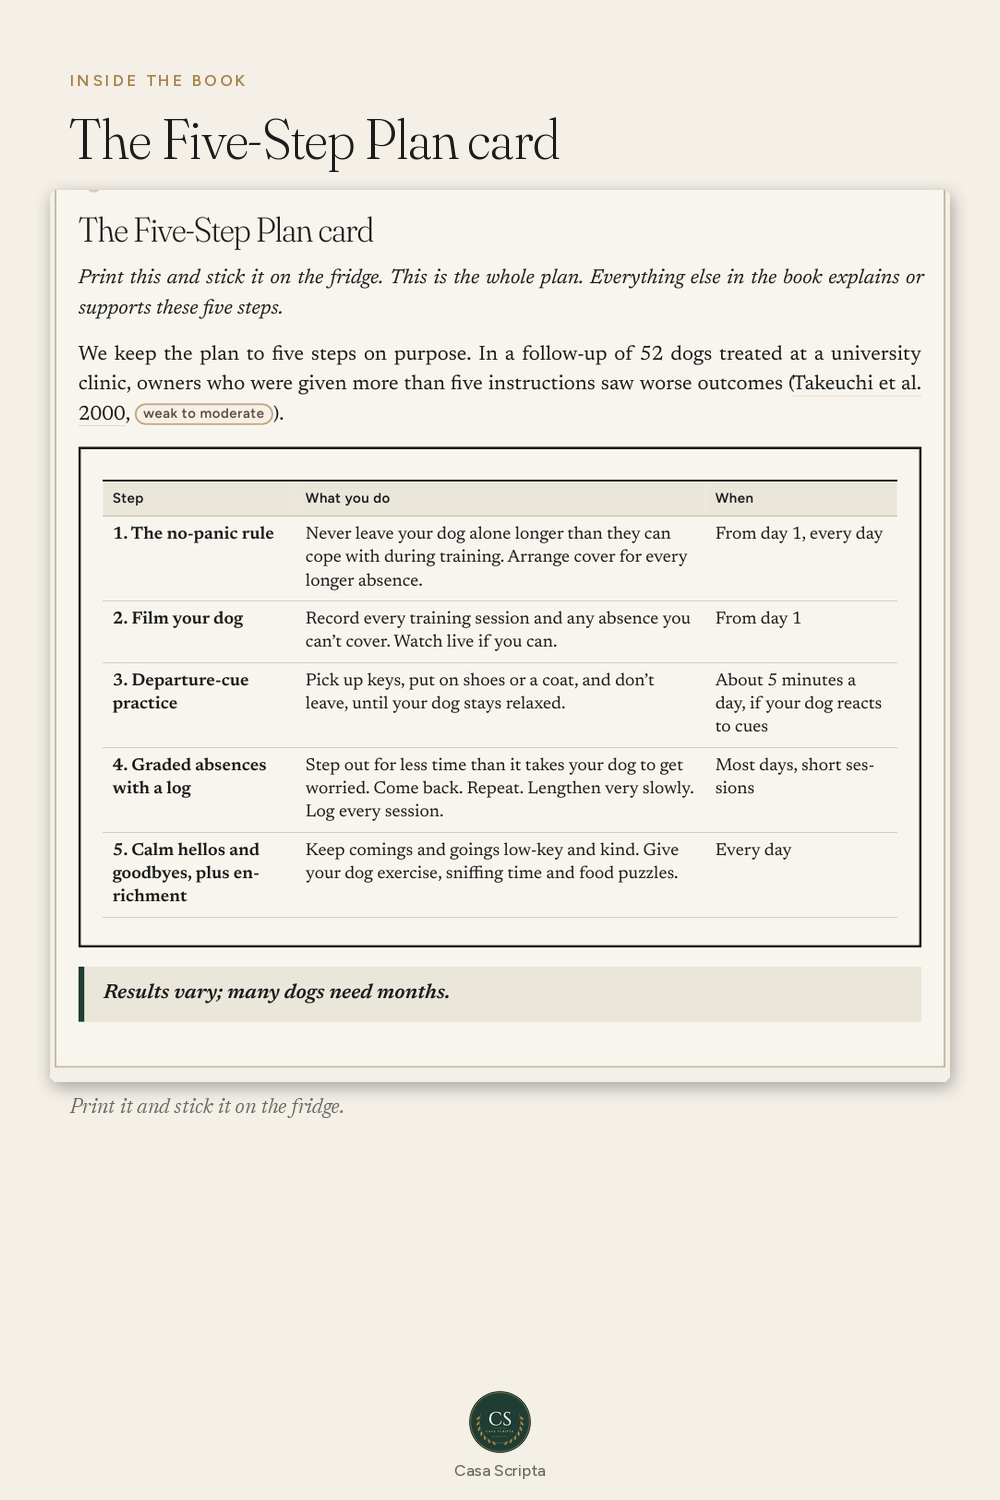 INSIDE THE BOOK
The Five-Step Plan card
The Five-Step Plan card
Print this and stick it on the fridge. This is the whole plan. Everything else in the book explains or
supports these five steps.
We keep the plan to five steps on purpose. In a follow-up of 52 dogs treated at a university
clinic, owners who were given more than five instructions saw worse outcomes (Takeuchi et al.
2000, weak to moderate).
Step What you do When
1. The no-panic rule Never leave your dog alone longer than they can From day 1, every day
cope with during training. Arrange cover for every
longer absence.
2. Film your dog Record every training session and any absence you From day 1
can’t cover. Watch live if you can.
3. Departure-cue Pick up keys, put on shoes or a coat, and don’t About 5 minutes a
practice leave, until your dog stays relaxed. day, if your dog reacts
to cues
4. Graded absences Step out for less time than it takes your dog to get Most days, short ses-
with a log worried. Come back. Repeat. Lengthen very slowly. sions
Log every session.
5. Calm hellos and Keep comings and goings low-key and kind. Give Every day
goodbyes, plus en- your dog exercise, sniffing time and food puzzles.
richment
Results vary; many dogs need months.
Print it and stick it on the fridge.
CS
CASA SCRIPTA
Casa Scripta